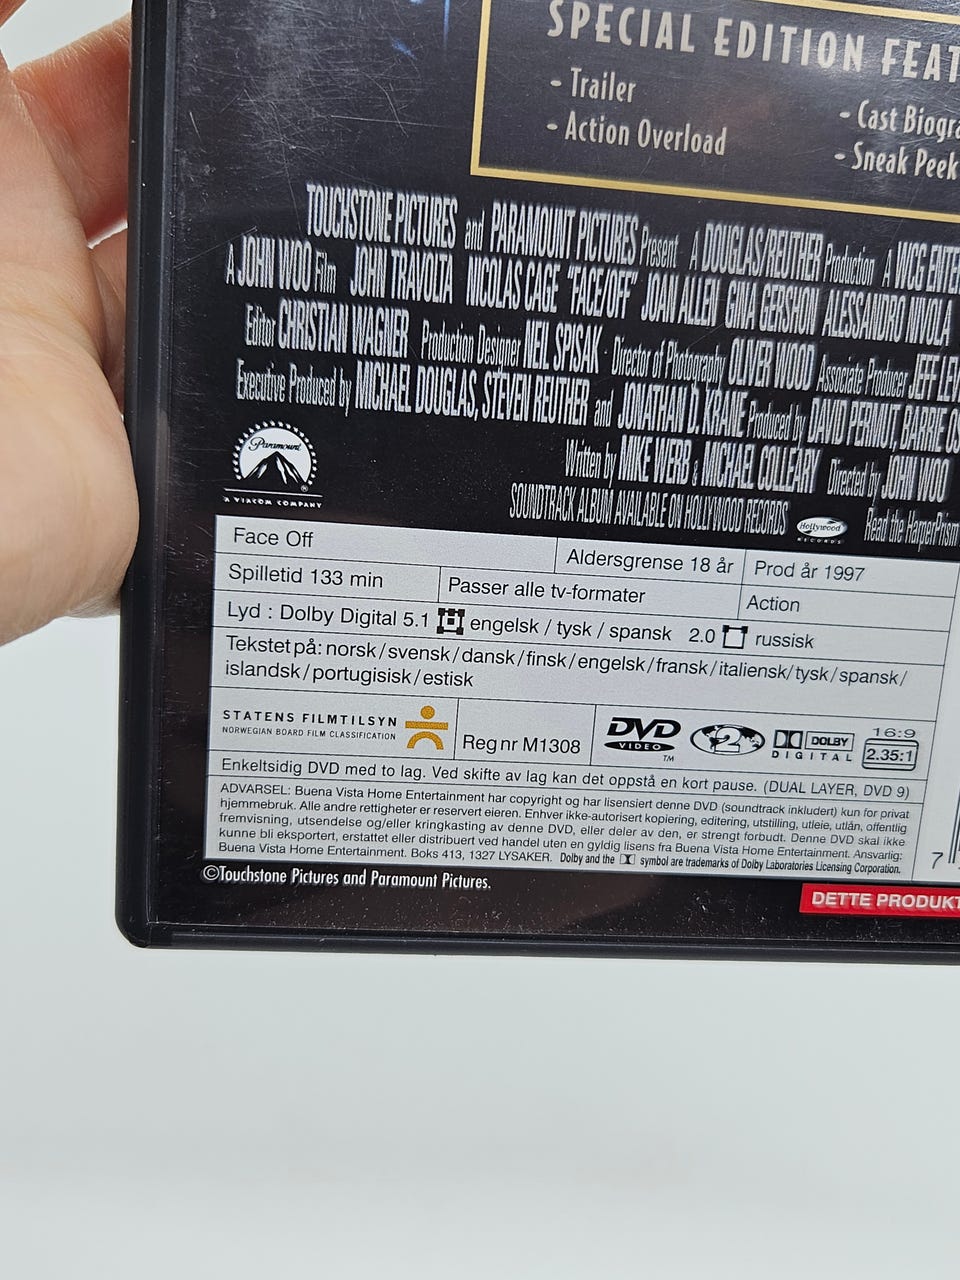 SPECIAL EDITION
- Trailer
- Action Overload
- Cast
- Sneak Peek
TOUCHSTONE PICTURES and PARAMOUNT PICTURES Present A DOUGLAS/REUTHER Production A WCG
A JOHN WOO Film JOHN TRAVOLTA NICOLAS CAGE "FACE/OFF" JOAN ALLEN GINA GERSHON ALESSANDRO NIVOLA
Editor CHRISTIAN WAGNER Production Designer NEIL SPISAK Director of Photography OLIVER WOOD Associate Producer JEFF
Executive Produced by MICHAEL DOUGLAS, STEVEN REUTHER and JONATHAN D. KRANE Produced by DAVID PERMUT, BARRIE
Written by MIKE WERB & MICHAEL COLLEARY Directed by JOHN WOO
SOUNDTRACK ALBUM AVAILABLE ON HOLLYWOOD RECORDS Hollywood RECORDS Read the HarperPrism
Paramount
A VIACOM COMPANY
Face Off
Aldersgrense 18 år
Prod år 1997
Spilletid 133 min
Passer alle tv-formater
Action
Lyd : Dolby Digital 5.1 engelsk / tysk / spansk 2.0 russisk
Tekstet på: norsk/svensk/dansk/finsk/engelsk/fransk/italiensk/tysk/spansk/
islandsk/portugisisk/estisk
STATENS FILMTILSYN
NORWEGIAN BOARD FILM CLASSIFICATION
Reg nr M1308
DVD
VIDEO
TM
2
DOLBY
DIGITAL
16:9
2.35:1
Enkeltsidig DVD med to lag. Ved skifte av lag kan det oppstå en kort pause. (DUAL LAYER, DVD 9)
ADVARSEL: Buena Vista Home Entertainment har copyright og har lisensiert denne DVD (soundtrack inkludert) kun for privat
hjemmebruk. Alle andre rettigheter er reservert eieren. Enhver ikke-autorisert kopiering, editering, utstilling, utleie, utlån, offentlig
fremvisning, utsendelse og/eller kringkasting av denne DVD, eller deler av den, er strengt forbudt. Denne DVD skal ikke
kunne bli eksportert, erstattet eller distribuert ved handel uten en gyldig lisens fra Buena Vista Home Entertainment. Ansvarlig:
Buena Vista Home Entertainment. Boks 413, 1327 LYSAKER. Dolby and the symbol are trademarks of Dolby Laboratories Licensing Corporation.
7
©Touchstone Pictures and Paramount Pictures.
DETTE